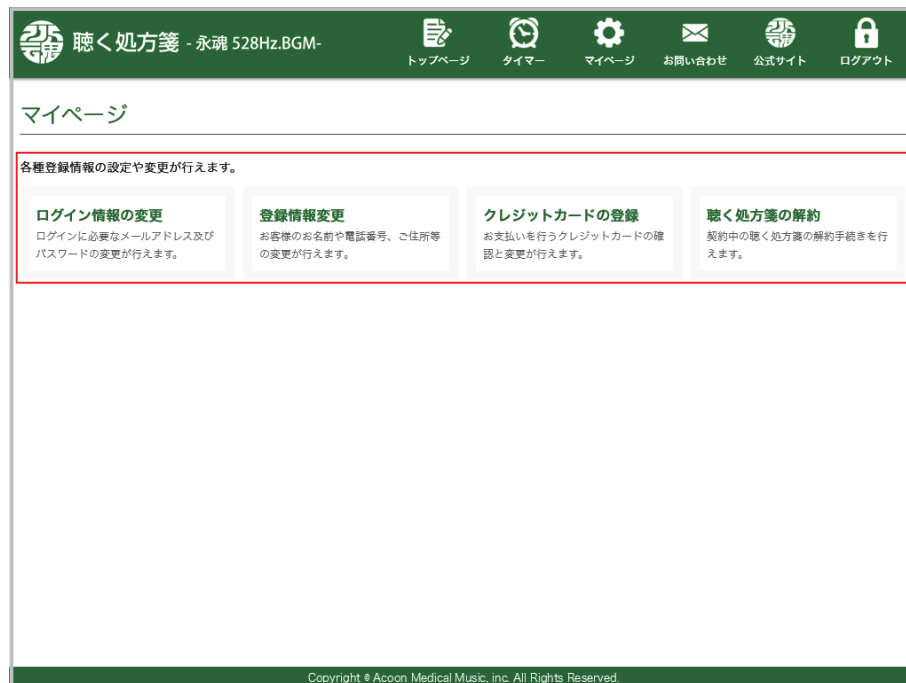 聴く処方箋 - 永魂 528Hz.BGM-
トップページ
タイマー
マイページ
お問い合わせ
公式サイト
ログアウト
マイページ
各種登録情報の設定や変更が行えます。
ログイン情報の変更
ログインに必要なメールアドレス及び
パスワードの変更が行えます。
登録情報変更
お客様のお名前や電話番号、ご住所等
の変更が行えます。
クレジットカードの登録
お支払いを行うクレジットカードの確
認と変更が行えます。
聴く処方箋の解約
契約中の聴く処方箋の解約手続きを行
えます。
Copyright © Acoon Medical Music, inc. All Rights Reserved.